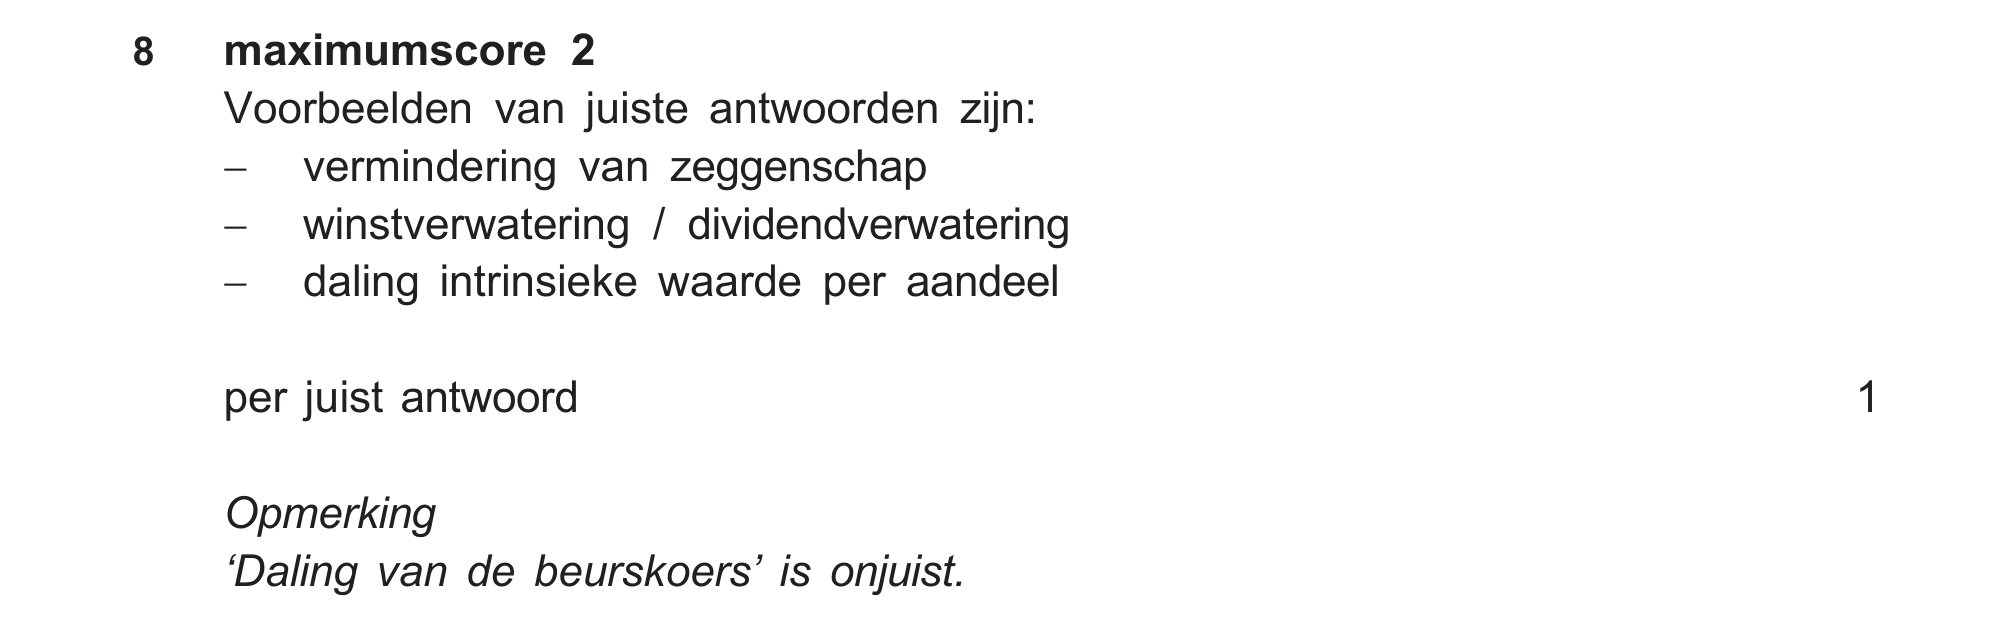 8 maximumscore 2
Voorbeelden van juiste antwoorden zijn:
– vermindering van zeggenschap
– winstverwatering / dividendverwatering
– daling intrinsieke waarde per aandeel
per juist antwoord 1
Opmerking
‘Daling van de beurskoers’ is onjuist.